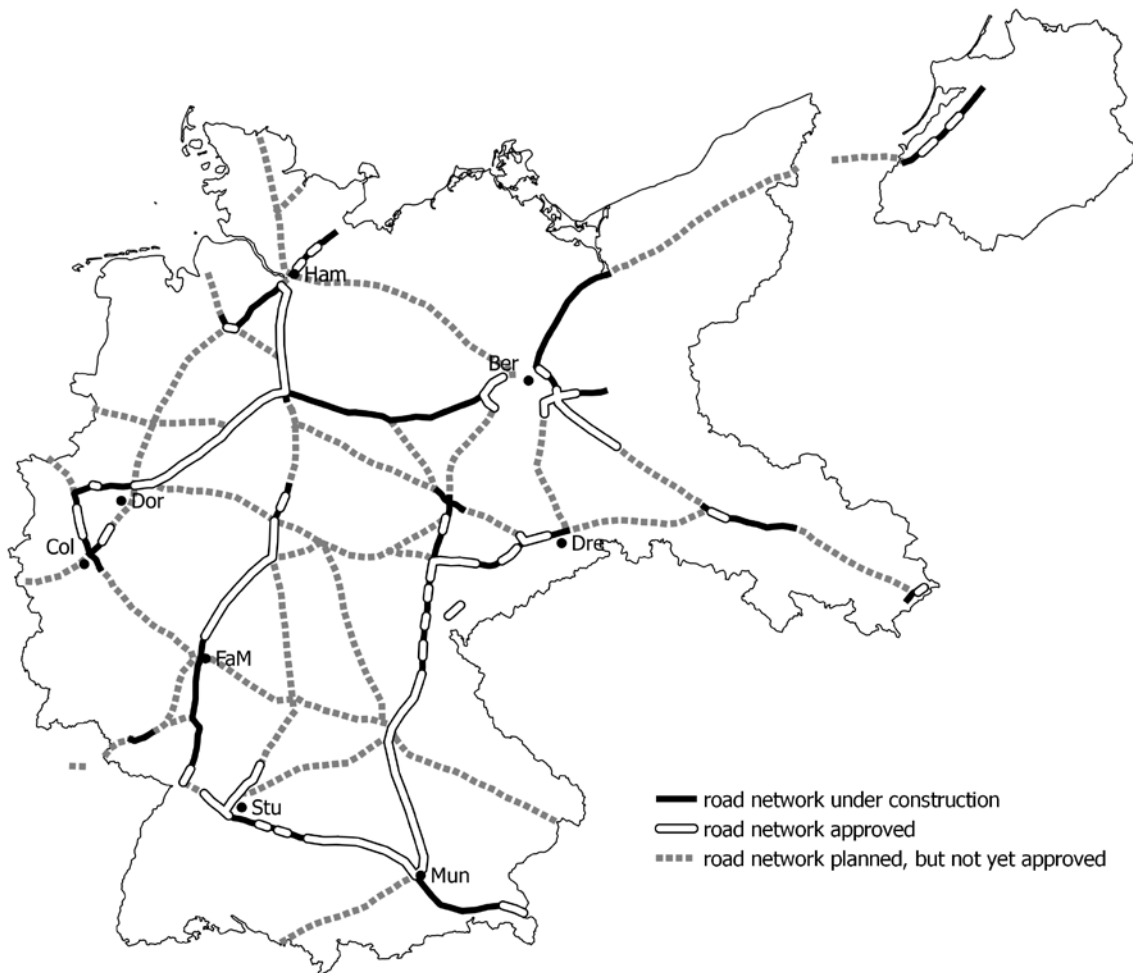 Ham
Ber
Dor
Col
Dre
FaM
Stu
Mun
road network under construction
road network approved
road network planned, but not yet approved